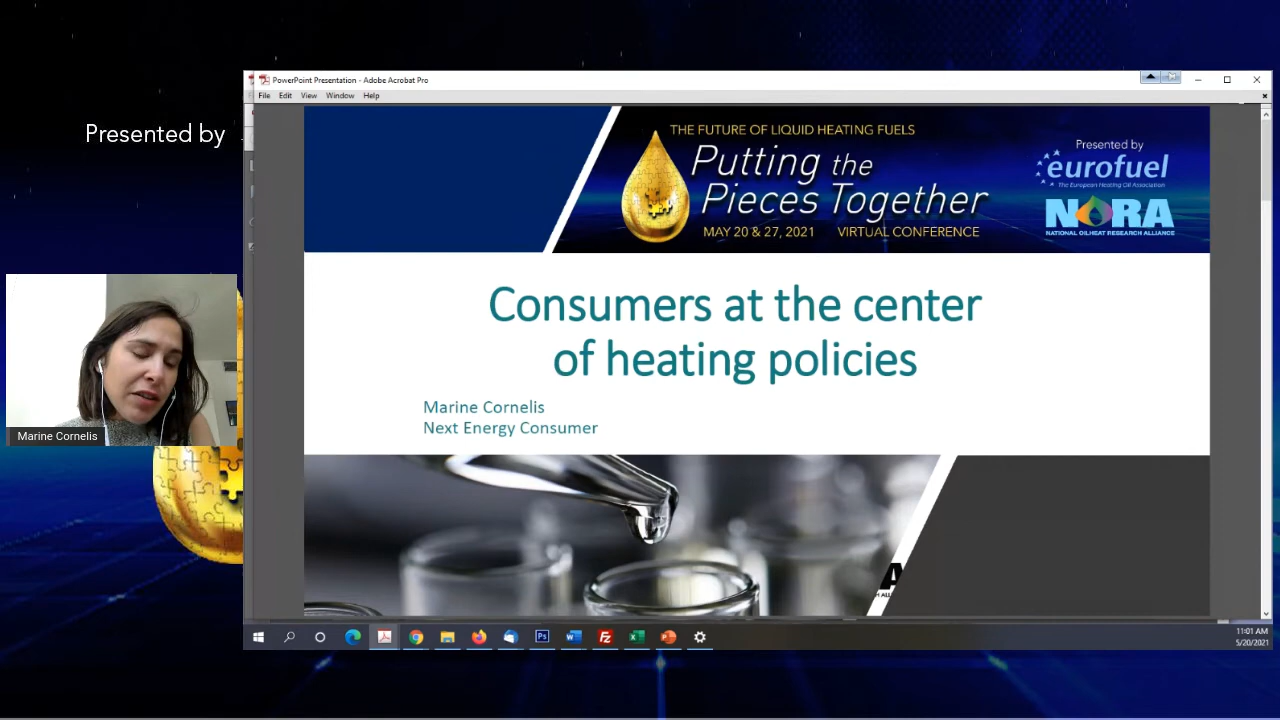 Presented by
PowerPoint Presentation - Adobe Acrobat Pro
File Edit View Window Help
THE FUTURE OF LIQUID HEATING FUELS
Putting the
Pieces Together
MAY 20 & 27, 2021 VIRTUAL CONFERENCE
Presented by
eurofuel
The European Heating Oil Association
NORA
NATIONAL OILHEAT RESEARCH ALLIANCE
Consumers at the center
of heating policies
Marine Cornelis
Next Energy Consumer
Marine Cornelis
11:01 AM
5/20/2021